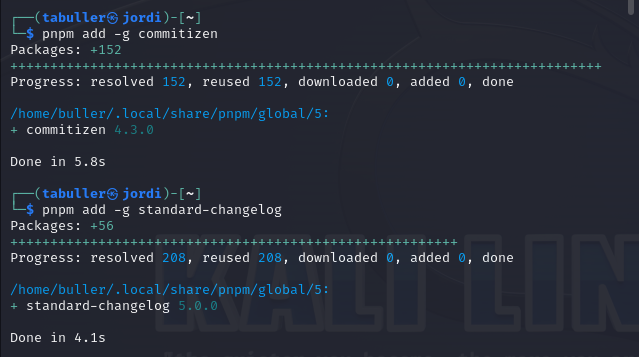 ┌──(tabuller㉿jordi)-[~]
└─$ pnpm add -g commitizen
Packages: +152
++++++++++++++++++++++++++++++++++++++++++++++++++++++++++++++++++++++++++
Progress: resolved 152, reused 152, downloaded 0, added 0, done
/home/buller/.local/share/pnpm/global/5:
+ commitizen 4.3.0
Done in 5.8s
┌──(tabuller㉿jordi)-[~]
└─$ pnpm add -g standard-changelog
Packages: +56
++++++++++++++++++++++++++++++++++++++++++++++++++++++++
Progress: resolved 208, reused 208, downloaded 0, added 0, done
/home/buller/.local/share/pnpm/global/5:
+ standard-changelog 5.0.0
Done in 4.1s
KALI LIN